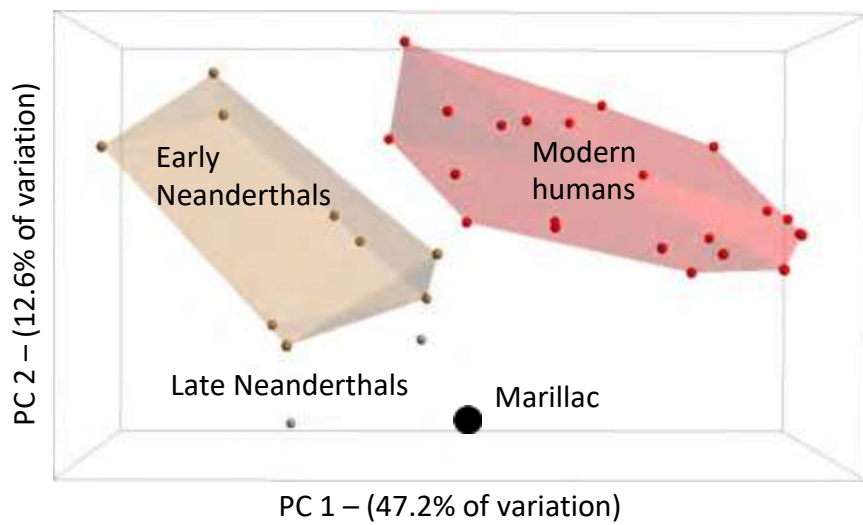 Early
Neanderthals
Modern
humans
Late Neanderthals
Marillac
PC 2 – (12.6% of variation)
PC 1 – (47.2% of variation)